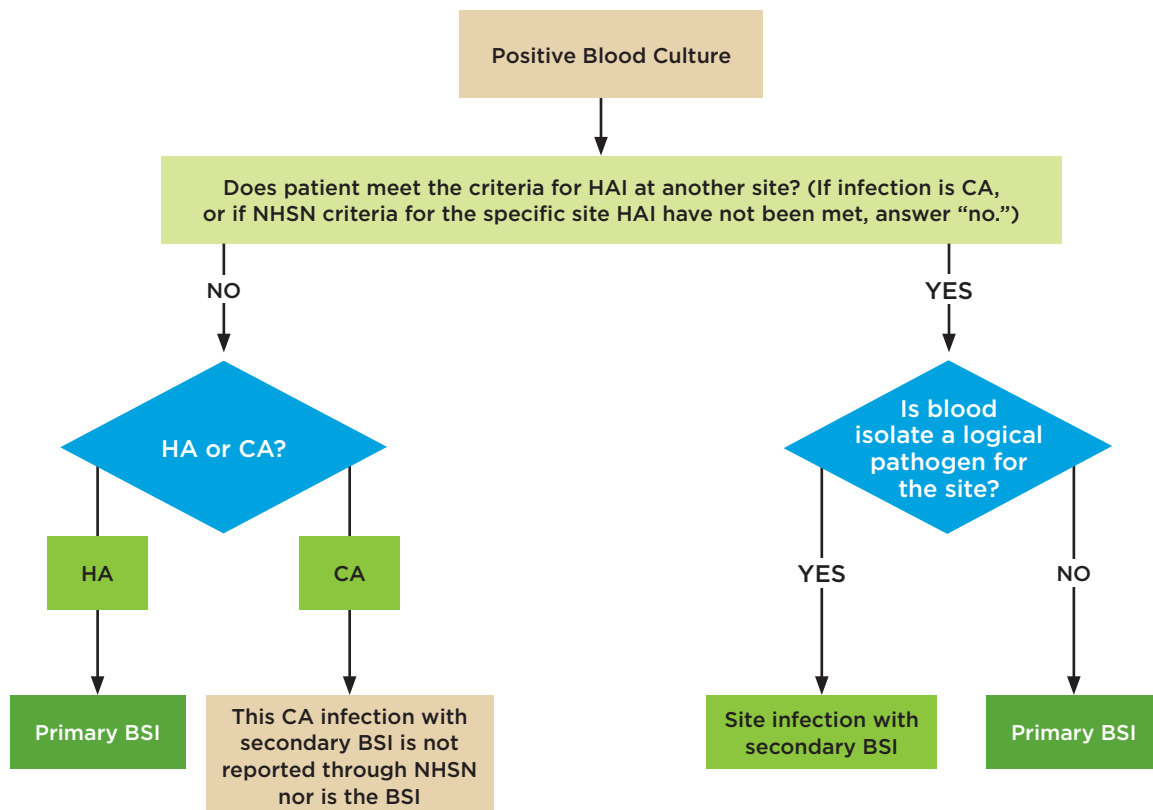 Positive Blood Culture
Does patient meet the criteria for HAI at another site? (If infection is CA,
or if NHSN criteria for the specific site HAI have not been met, answer “no.”)
NO
YES
HA or CA?
Is blood
isolate a logical
pathogen for
the site?
HA
CA
YES
NO
Primary BSI
This CA infection with
secondary BSI is not
reported through NHSN
nor is the BSI
Site infection with
secondary BSI
Primary BSI